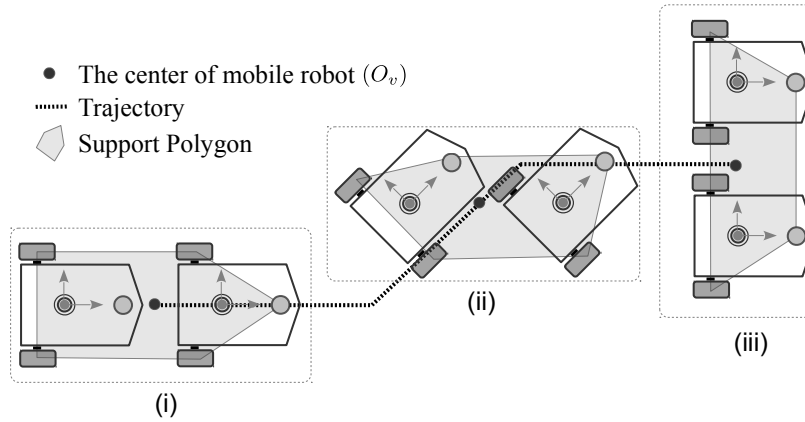 The center of mobile robot (O_v)
Trajectory
Support Polygon
(i)
(ii)
(iii)